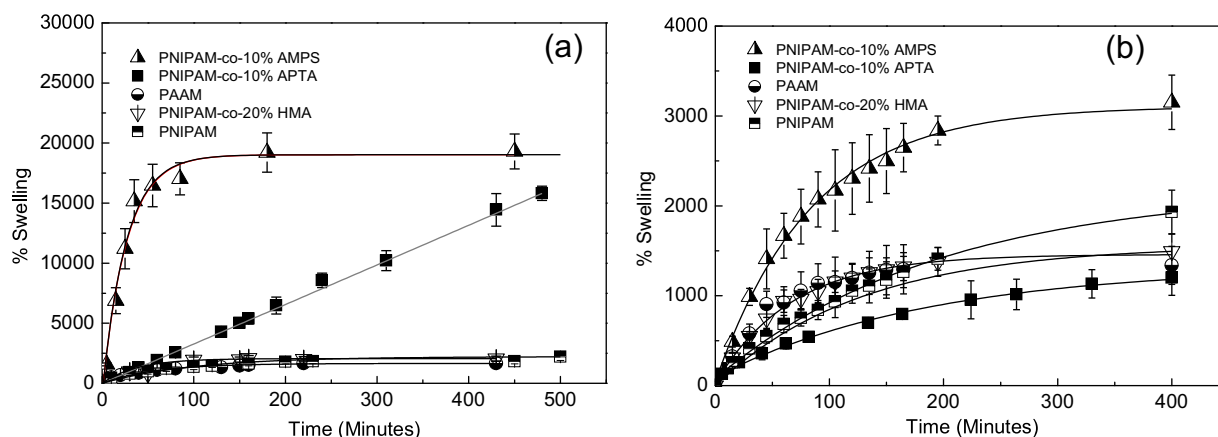 (a)
30000
25000
20000
15000
10000
5000
0
% Swelling
PNIPAM-co-10% AMPS
PNIPAM-co-10% APTA
PAAM
PNIPAM-co-20% HMA
PNIPAM
0 100 200 300 400 500
Time (Minutes)
(b)
4000
3000
2000
1000
0
% Swelling
PNIPAM-co-10% AMPS
PNIPAM-co-10% APTA
PAAM
PNIPAM-co-20% HMA
PNIPAM
0 100 200 300 400
Time (Minutes)